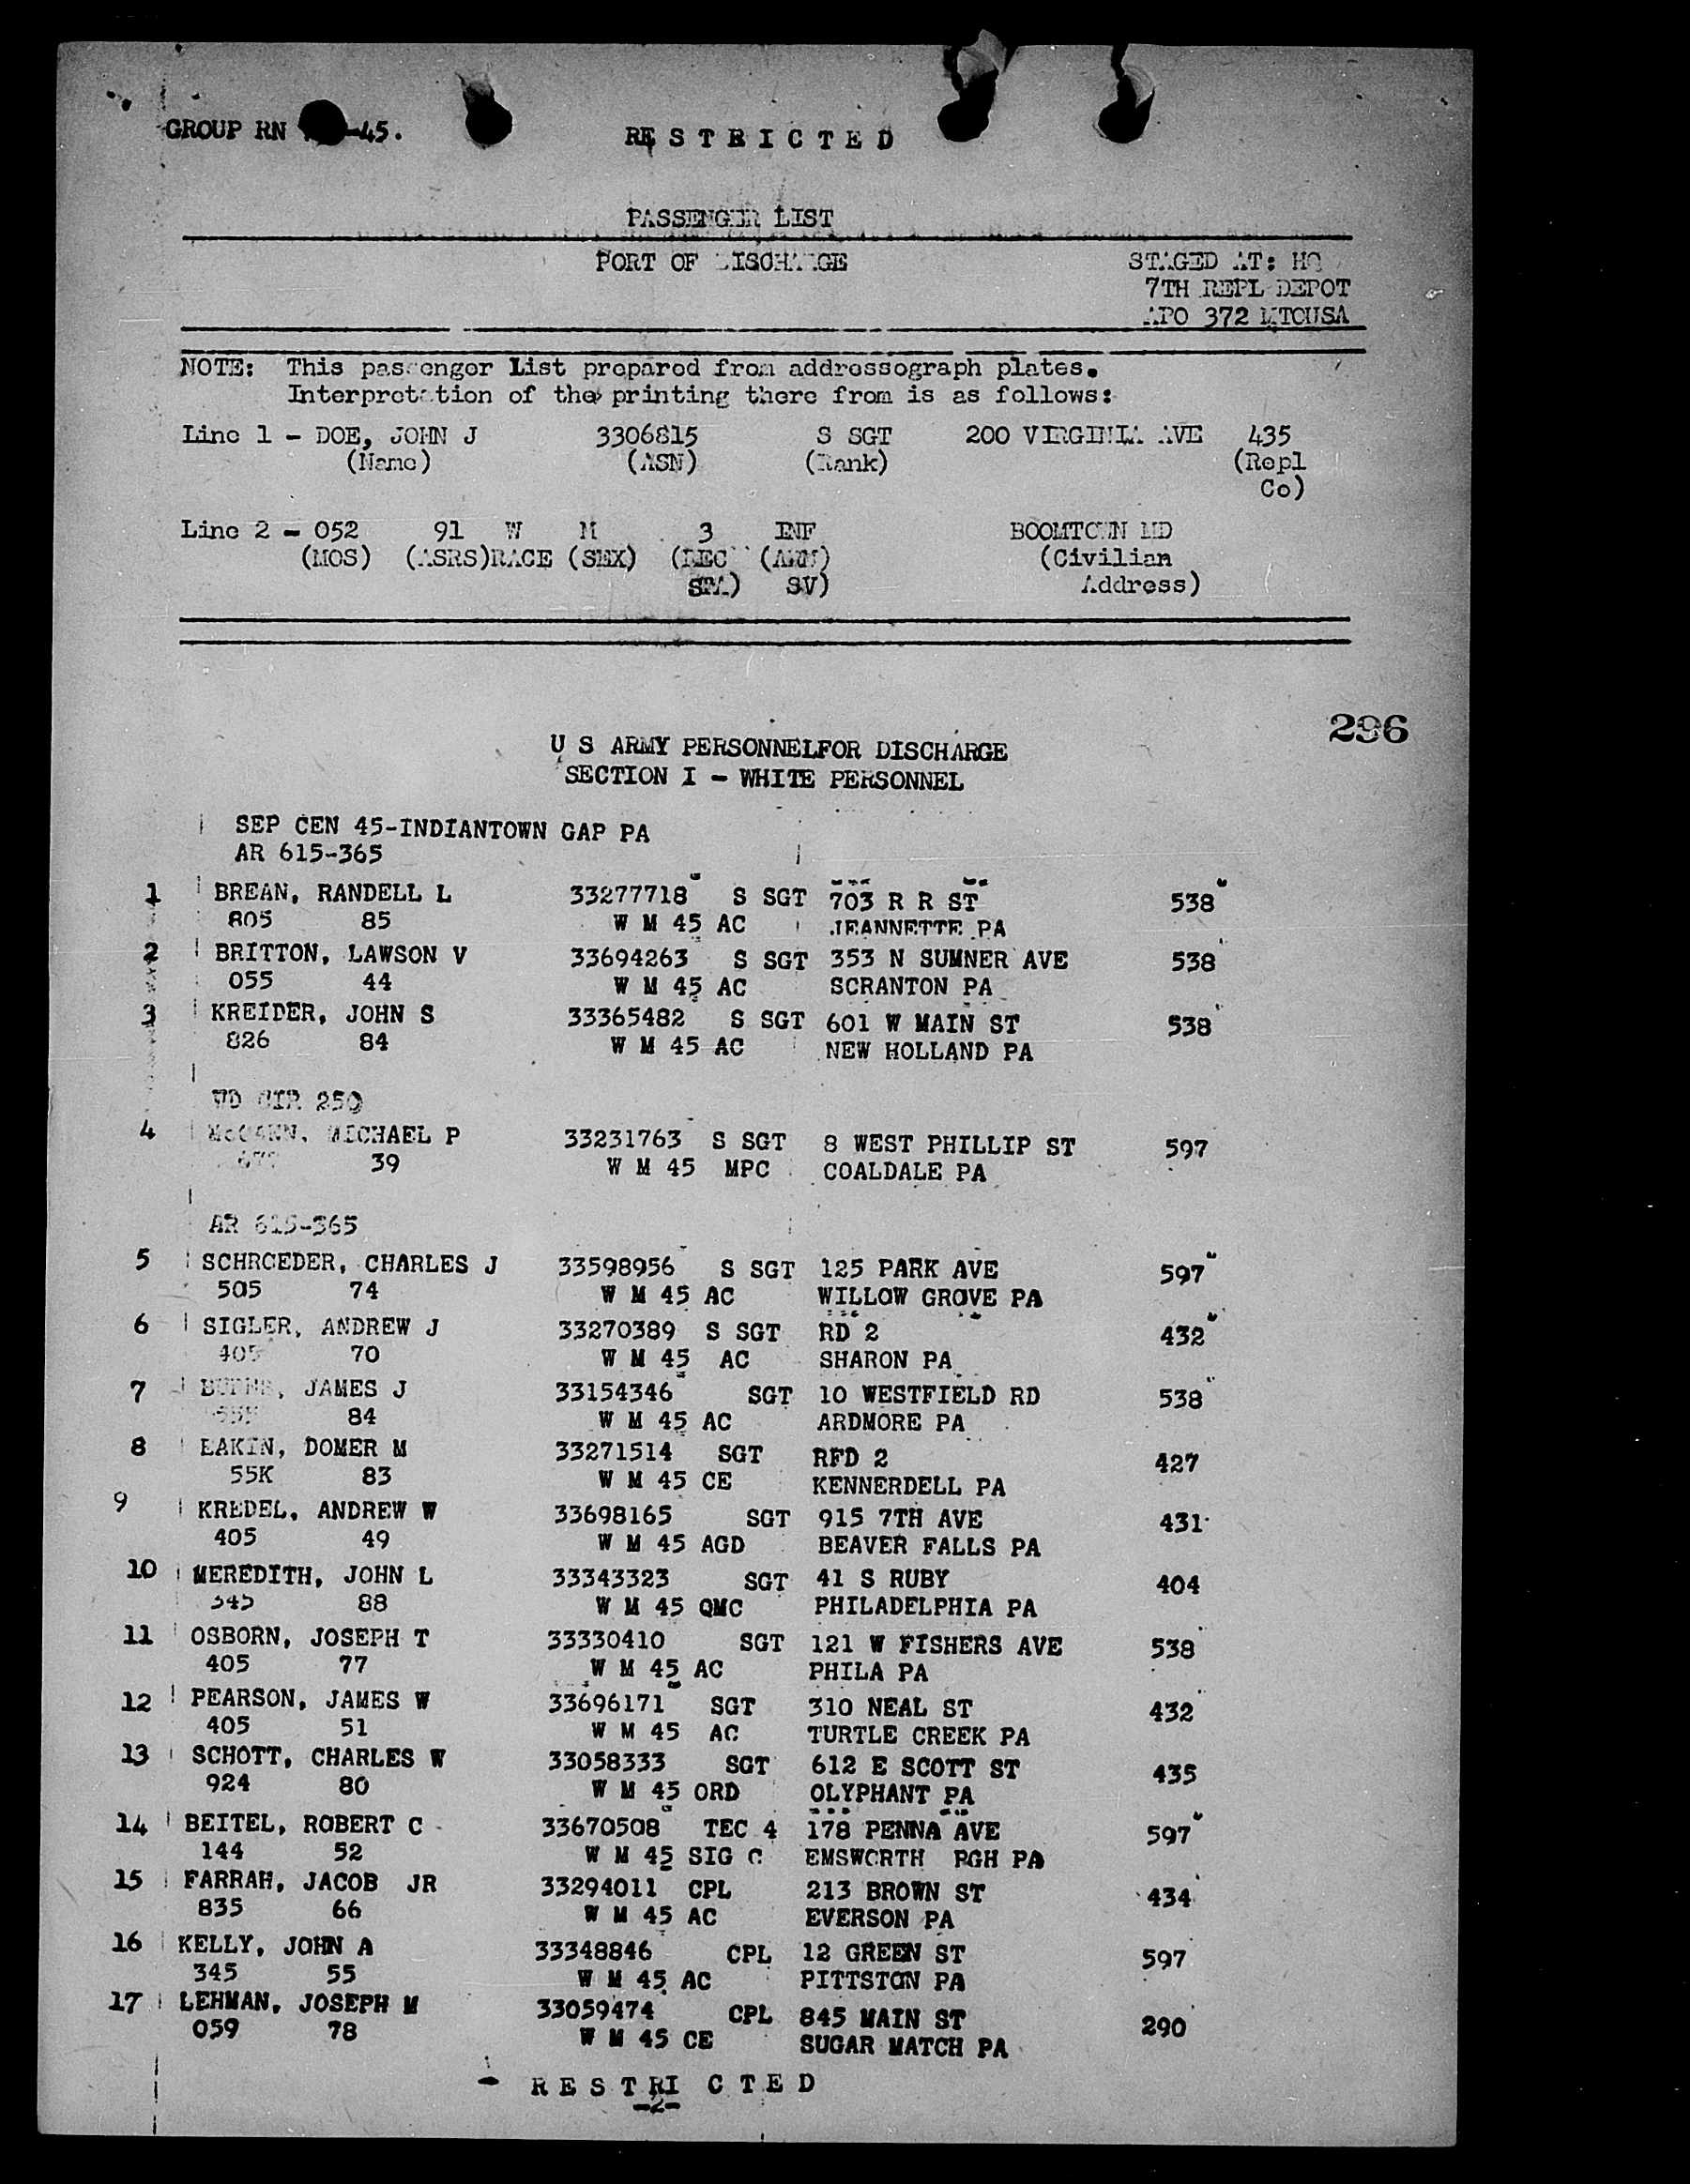 GROUP RN -45.
RESTRICTED
PASSENGER LIST
PORT OF DISCHARGE
STAGED AT: HQ
7TH REPL DEPOT
APO 372 MTOUSA
NOTE: This passenger List prepared from addressograph plates.
Interpretation of the printing there from is as follows:
Line 1 - DOE, JOHN J 3306815 S SGT 200 VIRGINIA AVE 435
(Name) (ASN) (Rank) (Repl
Co)
Line 2 - 052 91 W M 3 INF BOOMTOWN MD
(MOS) (ASRS)RACE (SEX) (REC (ARM) (Civilian
STA) SV) Address)
296
U S ARMY PERSONNELFOR DISCHARGE
SECTION I - WHITE PERSONNEL
SEP CEN 45-INDIANTOWN GAP PA
AR 615-365
1 BREAN, RANDELL L 33277718 S SGT 703 R R ST 538
805 85 W M 45 AC JEANNETTE PA
2 BRITTON, LAWSON V 33694263 S SGT 353 N SUMNER AVE 538
055 44 W M 45 AC SCRANTON PA
3 KREIDER, JOHN S 33365482 S SGT 601 W MAIN ST 538
826 84 W M 45 AC NEW HOLLAND PA
WD CIR 250
4 McCANN, MICHAEL P 33231763 S SGT 8 WEST PHILLIP ST 597
39 W M 45 MPC COALDALE PA
AR 615-365
5 SCHROEDER, CHARLES J 33598956 S SGT 125 PARK AVE 597
505 74 W M 45 AC WILLOW GROVE PA
6 SIGLER, ANDREW J 33270389 S SGT RD 2 432
405 70 W M 45 AC SHARON PA
7 BURNS, JAMES J 33154346 SGT 10 WESTFIELD RD 538
84 W M 45 AC ARDMORE PA
8 EAKIN, DOMER M 33271514 SGT RFD 2 427
55K 83 W M 45 CE KENNERDELL PA
9 KREDEL, ANDREW W 33698165 SGT 915 7TH AVE 431
405 49 W M 45 AGD BEAVER FALLS PA
10 MEREDITH, JOHN L 33343323 SGT 41 S RUBY 404
345 88 W M 45 QMC PHILADELPHIA PA
11 OSBORN, JOSEPH T 33330410 SGT 121 W FISHERS AVE 538
405 77 W M 45 AC PHILA PA
12 PEARSON, JAMES W 33696171 SGT 310 NEAL ST 432
405 51 W M 45 AC TURTLE CREEK PA
13 SCHOTT, CHARLES W 33058333 SGT 612 E SCOTT ST 435
924 80 W M 45 ORD OLYPHANT PA
14 BEITEL, ROBERT C 33670508 TEC 4 178 PENNA AVE 597
144 52 W M 45 SIG C EMSWORTH PGH PA
15 FARRAH, JACOB JR 33294011 CPL 213 BROWN ST 434
835 66 W M 45 AC EVERSON PA
16 KELLY, JOHN A 33348846 CPL 12 GREEN ST 597
345 55 W M 45 AC PITTSTON PA
17 LEHMAN, JOSEPH M 33059474 CPL 845 MAIN ST 290
059 78 W M 45 CE SUGAR MATCH PA
RESTRICTED
-2-